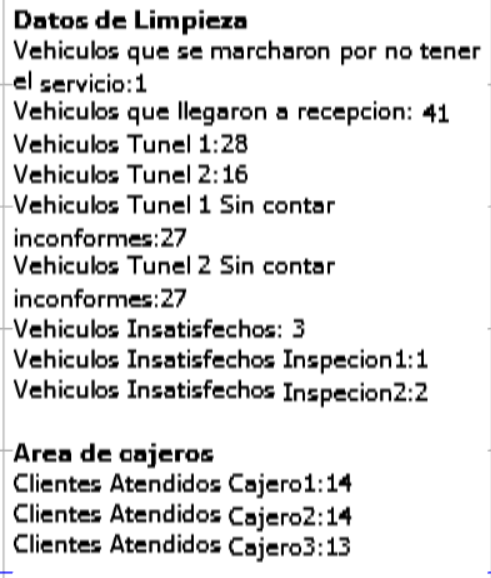 Datos de Limpieza
Vehiculos que se marcharon por no tener
el servicio:1
Vehiculos que llegaron a recepcion: 41
Vehiculos Tunel 1:28
Vehiculos Tunel 2:16
Vehiculos Tunel 1 Sin contar
inconformes:27
Vehiculos Tunel 2 Sin contar
inconformes:27
Vehiculos Insatisfechos: 3
Vehiculos Insatisfechos Inspecion1:1
Vehiculos Insatisfechos Inspecion2:2
Area de cajeros
Clientes Atendidos Cajero1:14
Clientes Atendidos Cajero2:14
Clientes Atendidos Cajero3:13